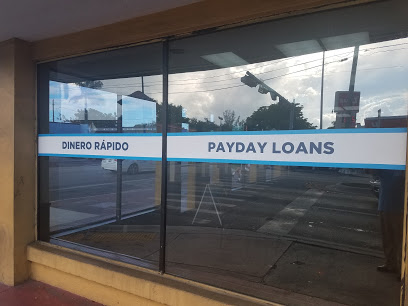 DINERO RÁPIDO PAYDAY LOANS